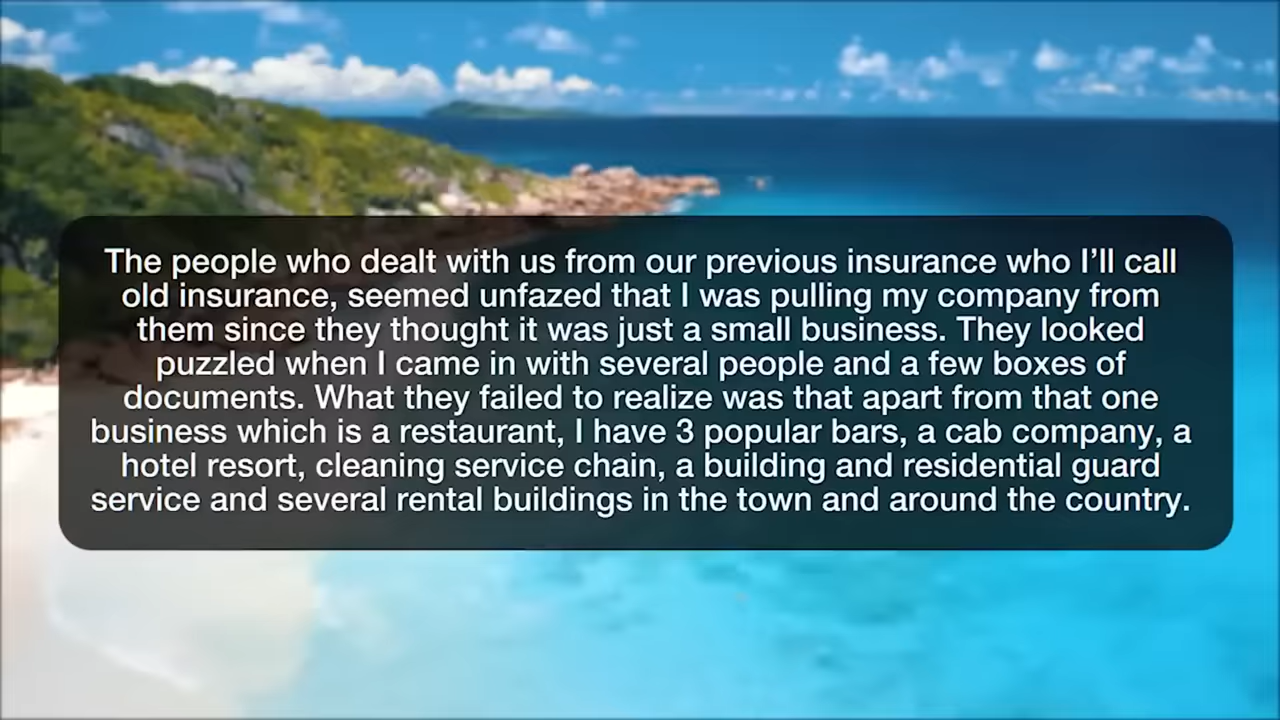 The people who dealt with us from our previous insurance who I’ll call
old insurance, seemed unfazed that I was pulling my company from
them since they thought it was just a small business. They looked
puzzled when I came in with several people and a few boxes of
documents. What they failed to realize was that apart from that one
business which is a restaurant, I have 3 popular bars, a cab company, a
hotel resort, cleaning service chain, a building and residential guard
service and several rental buildings in the town and around the country.